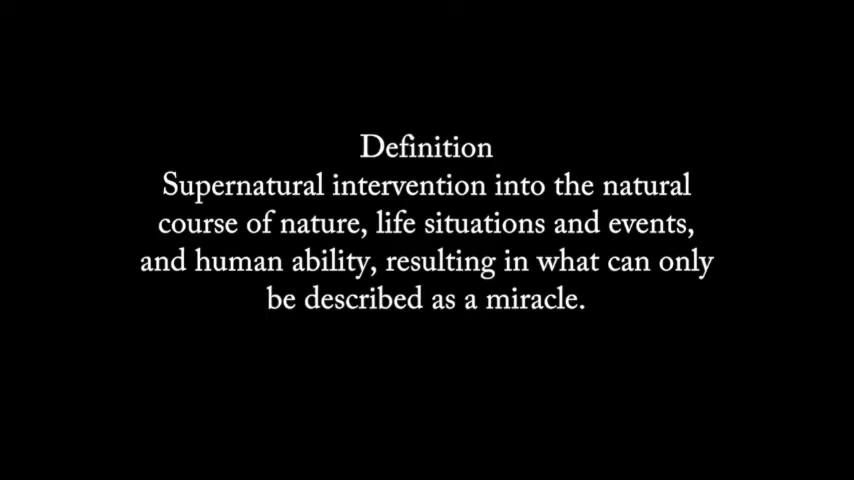 Definition
Supernatural intervention into the natural
course of nature, life situations and events,
and human ability, resulting in what can only
be described as a miracle.